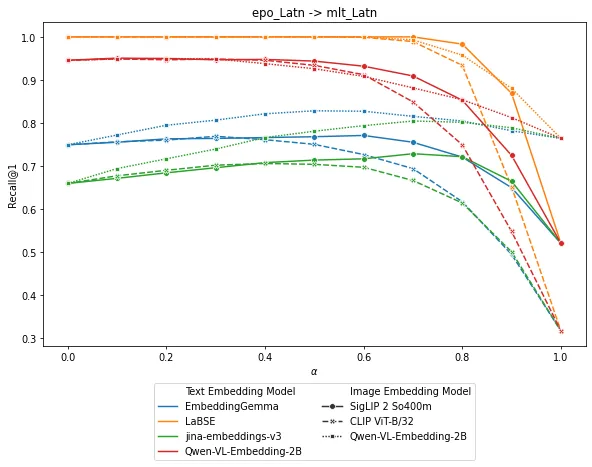 epo_Latn -> mlt_Latn
Recall@1
1.0
0.9
0.8
0.7
0.6
0.5
0.4
0.3
0.0 0.2 0.4 0.6 0.8 1.0
α
Text Embedding Model Image Embedding Model
EmbeddingGemma SigLIP 2 So400m
LaBSE CLIP ViT-B/32
jina-embeddings-v3 Qwen-VL-Embedding-2B
Qwen-VL-Embedding-2B